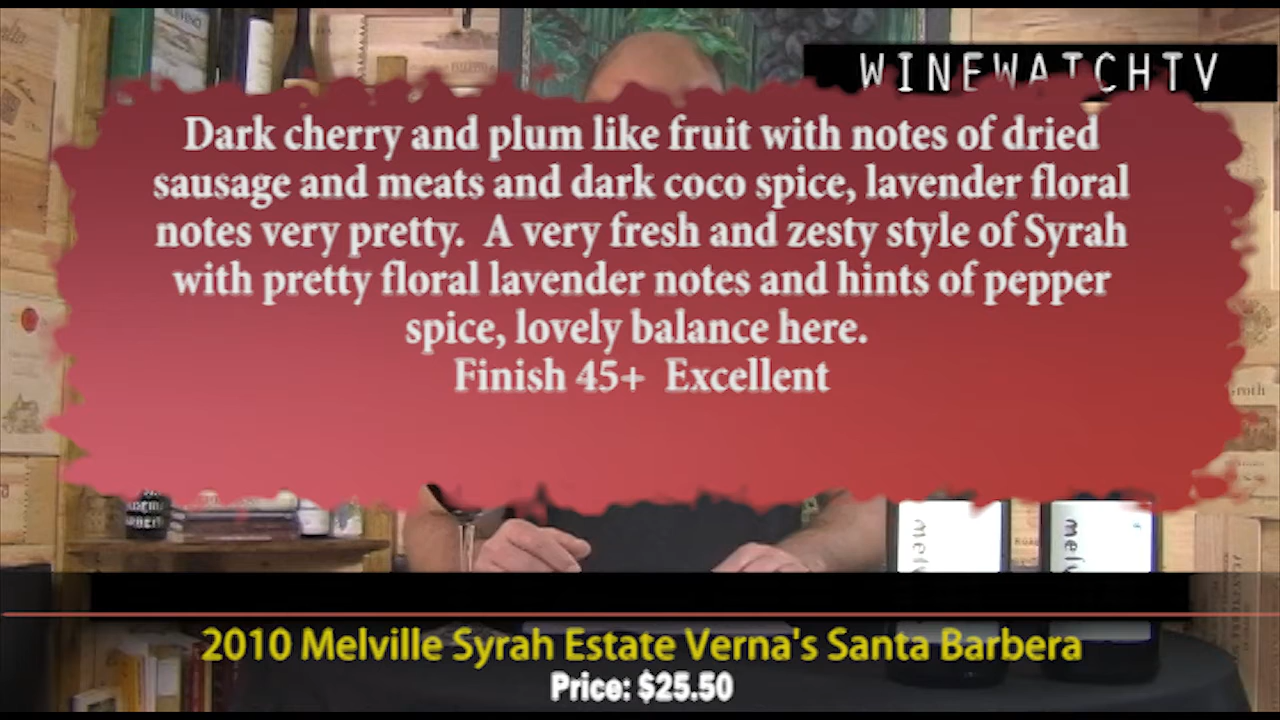 WINEWATCHTV
Dark cherry and plum like fruit with notes of dried
sausage and meats and dark coco spice, lavender floral
notes very pretty.  A very fresh and zesty style of Syrah
with pretty floral lavender notes and hints of pepper
spice, lovely balance here.
Finish 45+  Excellent
melv
melv
2010 Melville Syrah Estate Verna's Santa Barbera
Price: $25.50